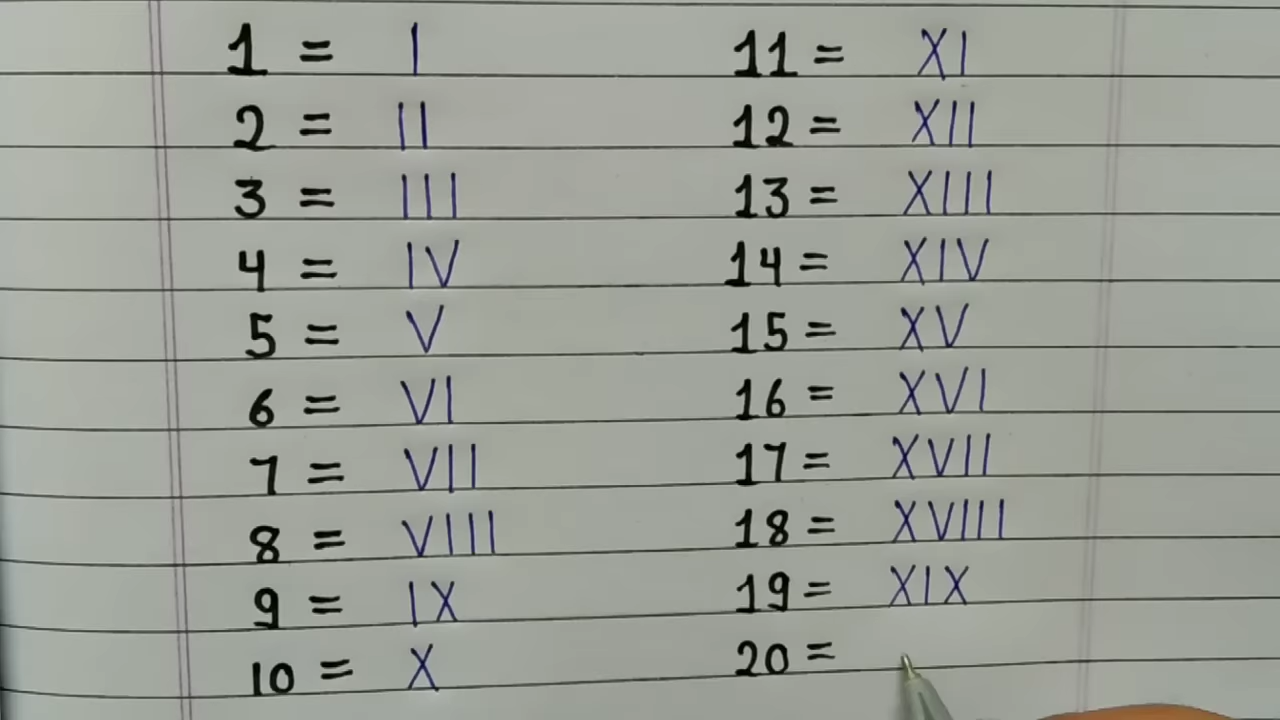 1 = I
2 = II
3 = III
4 = IV
5 = V
6 = VI
7 = VII
8 = VIII
9 = IX
10 = X
11 = XI
12 = XII
13 = XIII
14 = XIV
15 = XV
16 = XVI
17 = XVII
18 = XVIII
19 = XIX
20 =